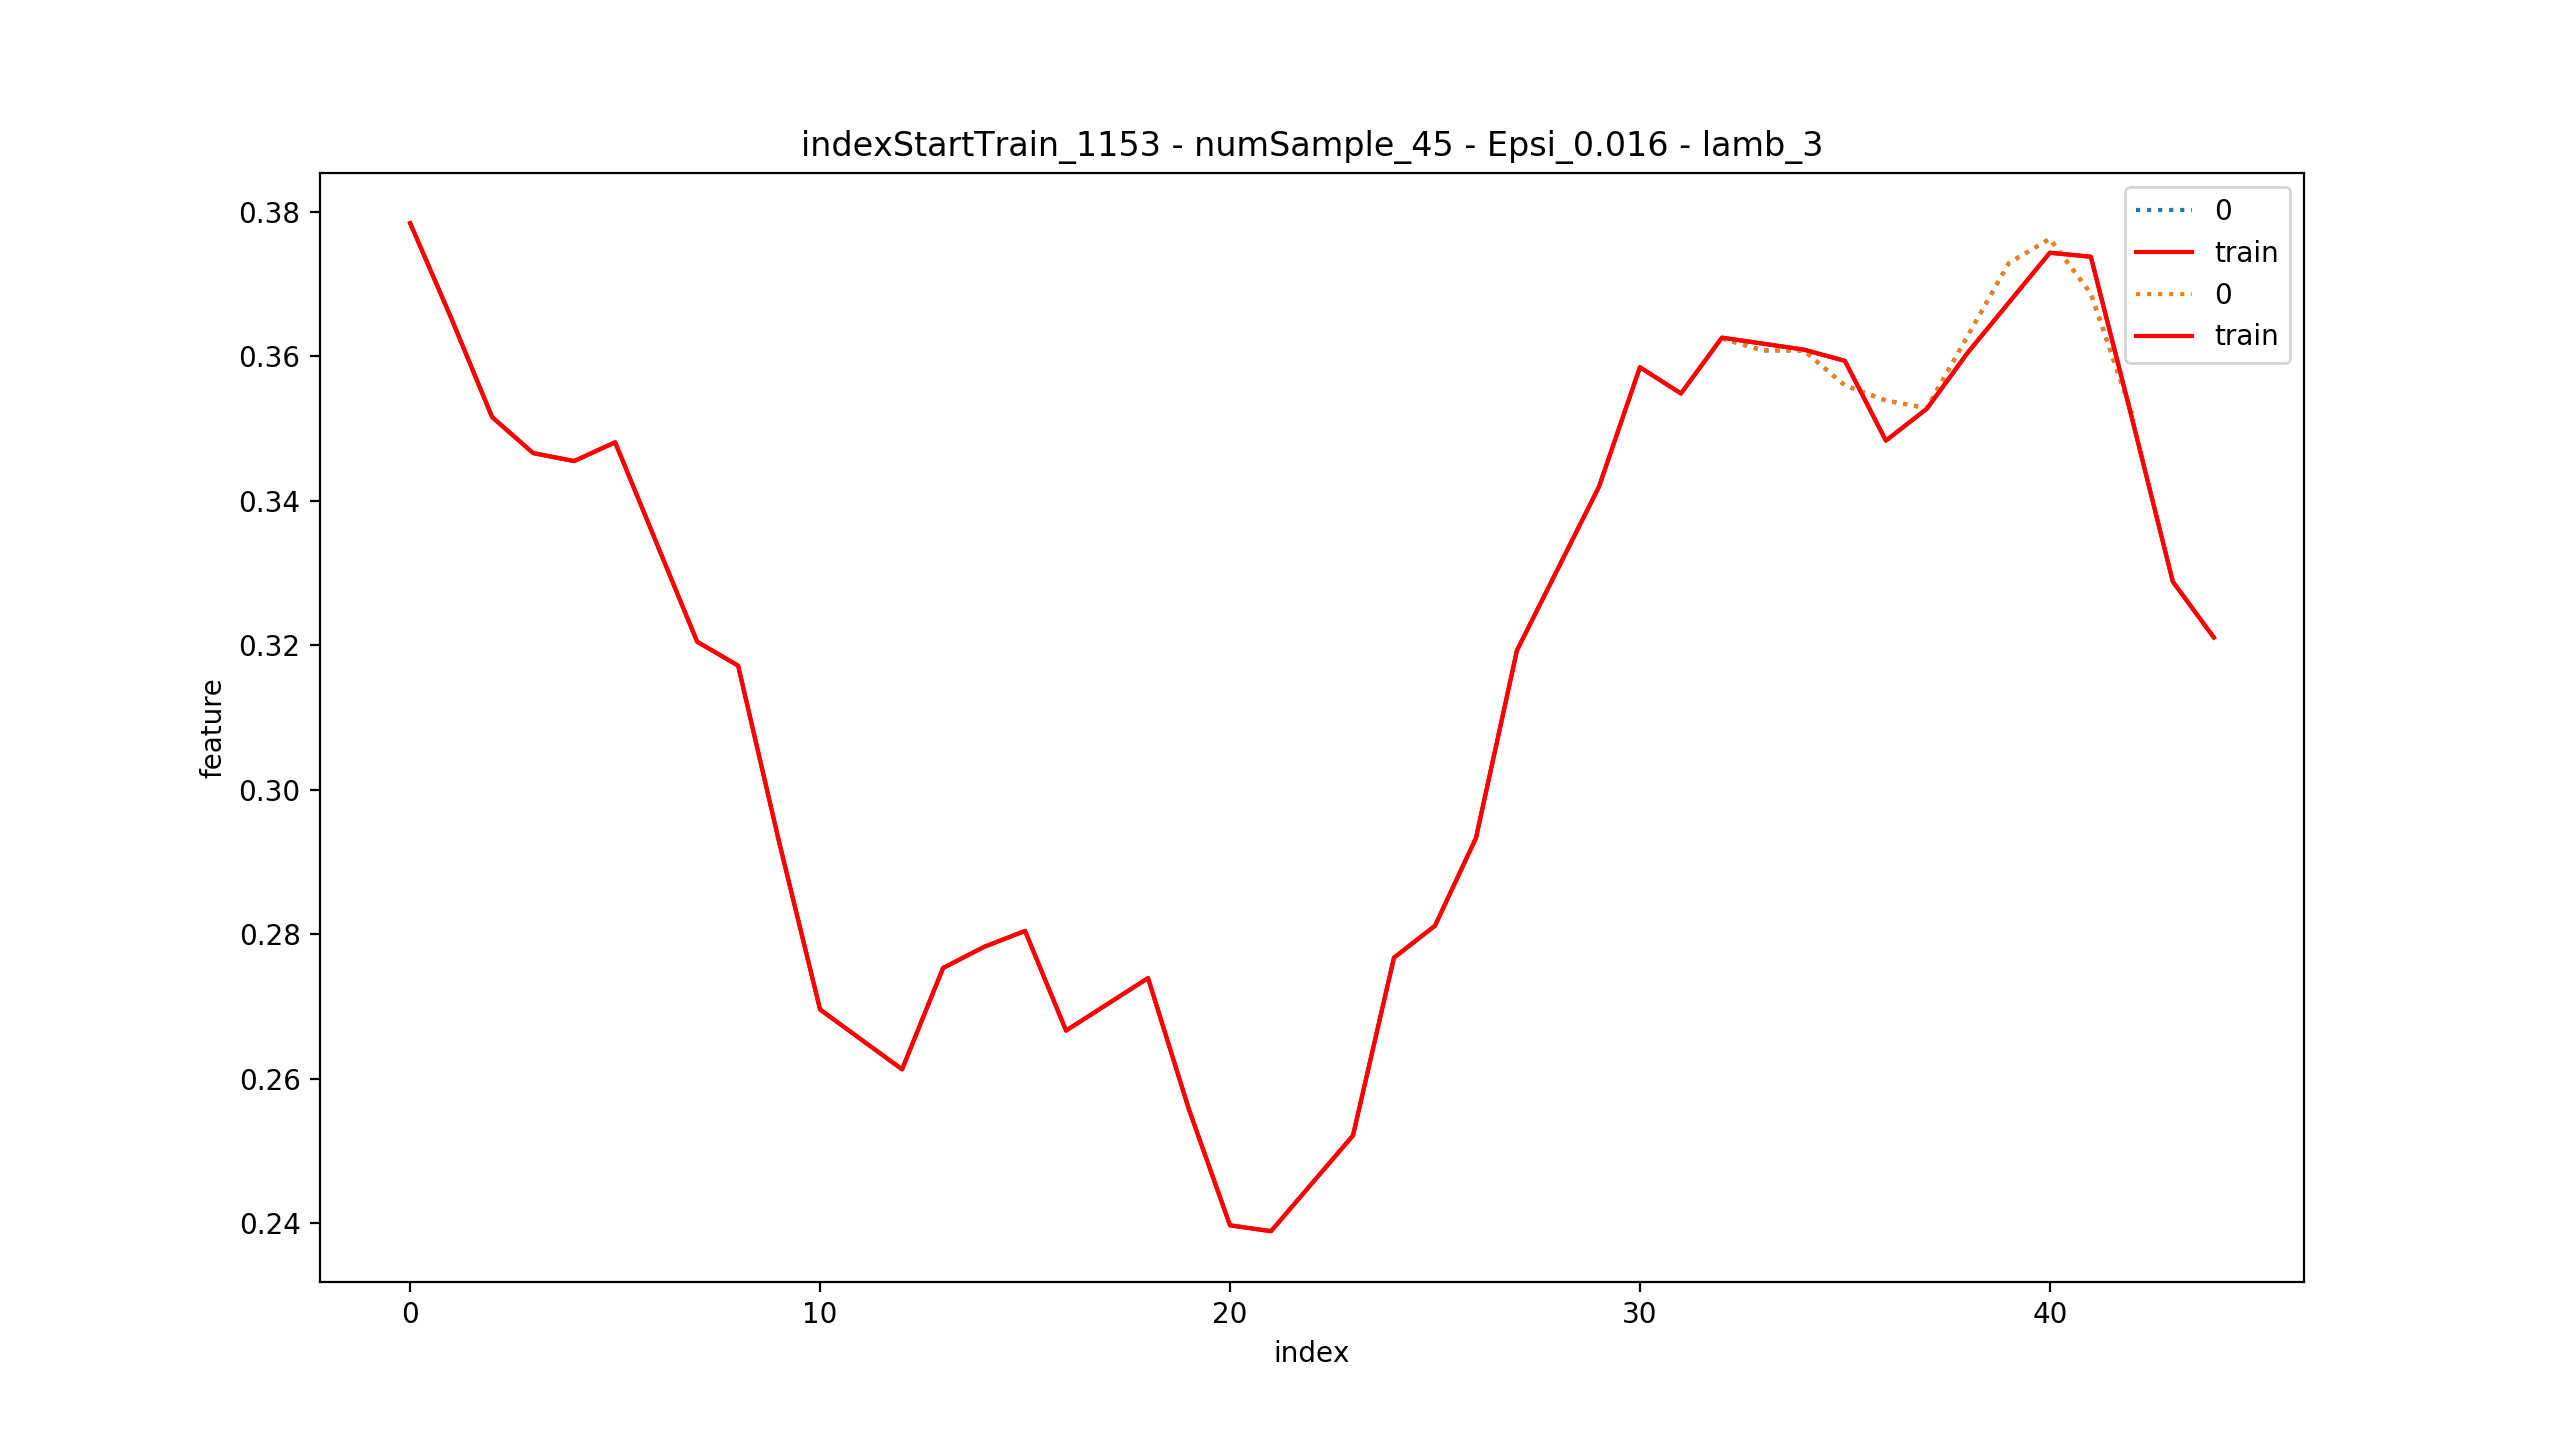 indexStartTrain_1153 - numSample_45 - Epsi_0.016 - lamb_3
0
train
0
train
0.38
0.36
0.34
0.32
0.30
0.28
0.26
0.24
feature
0 10 20 30 40
index